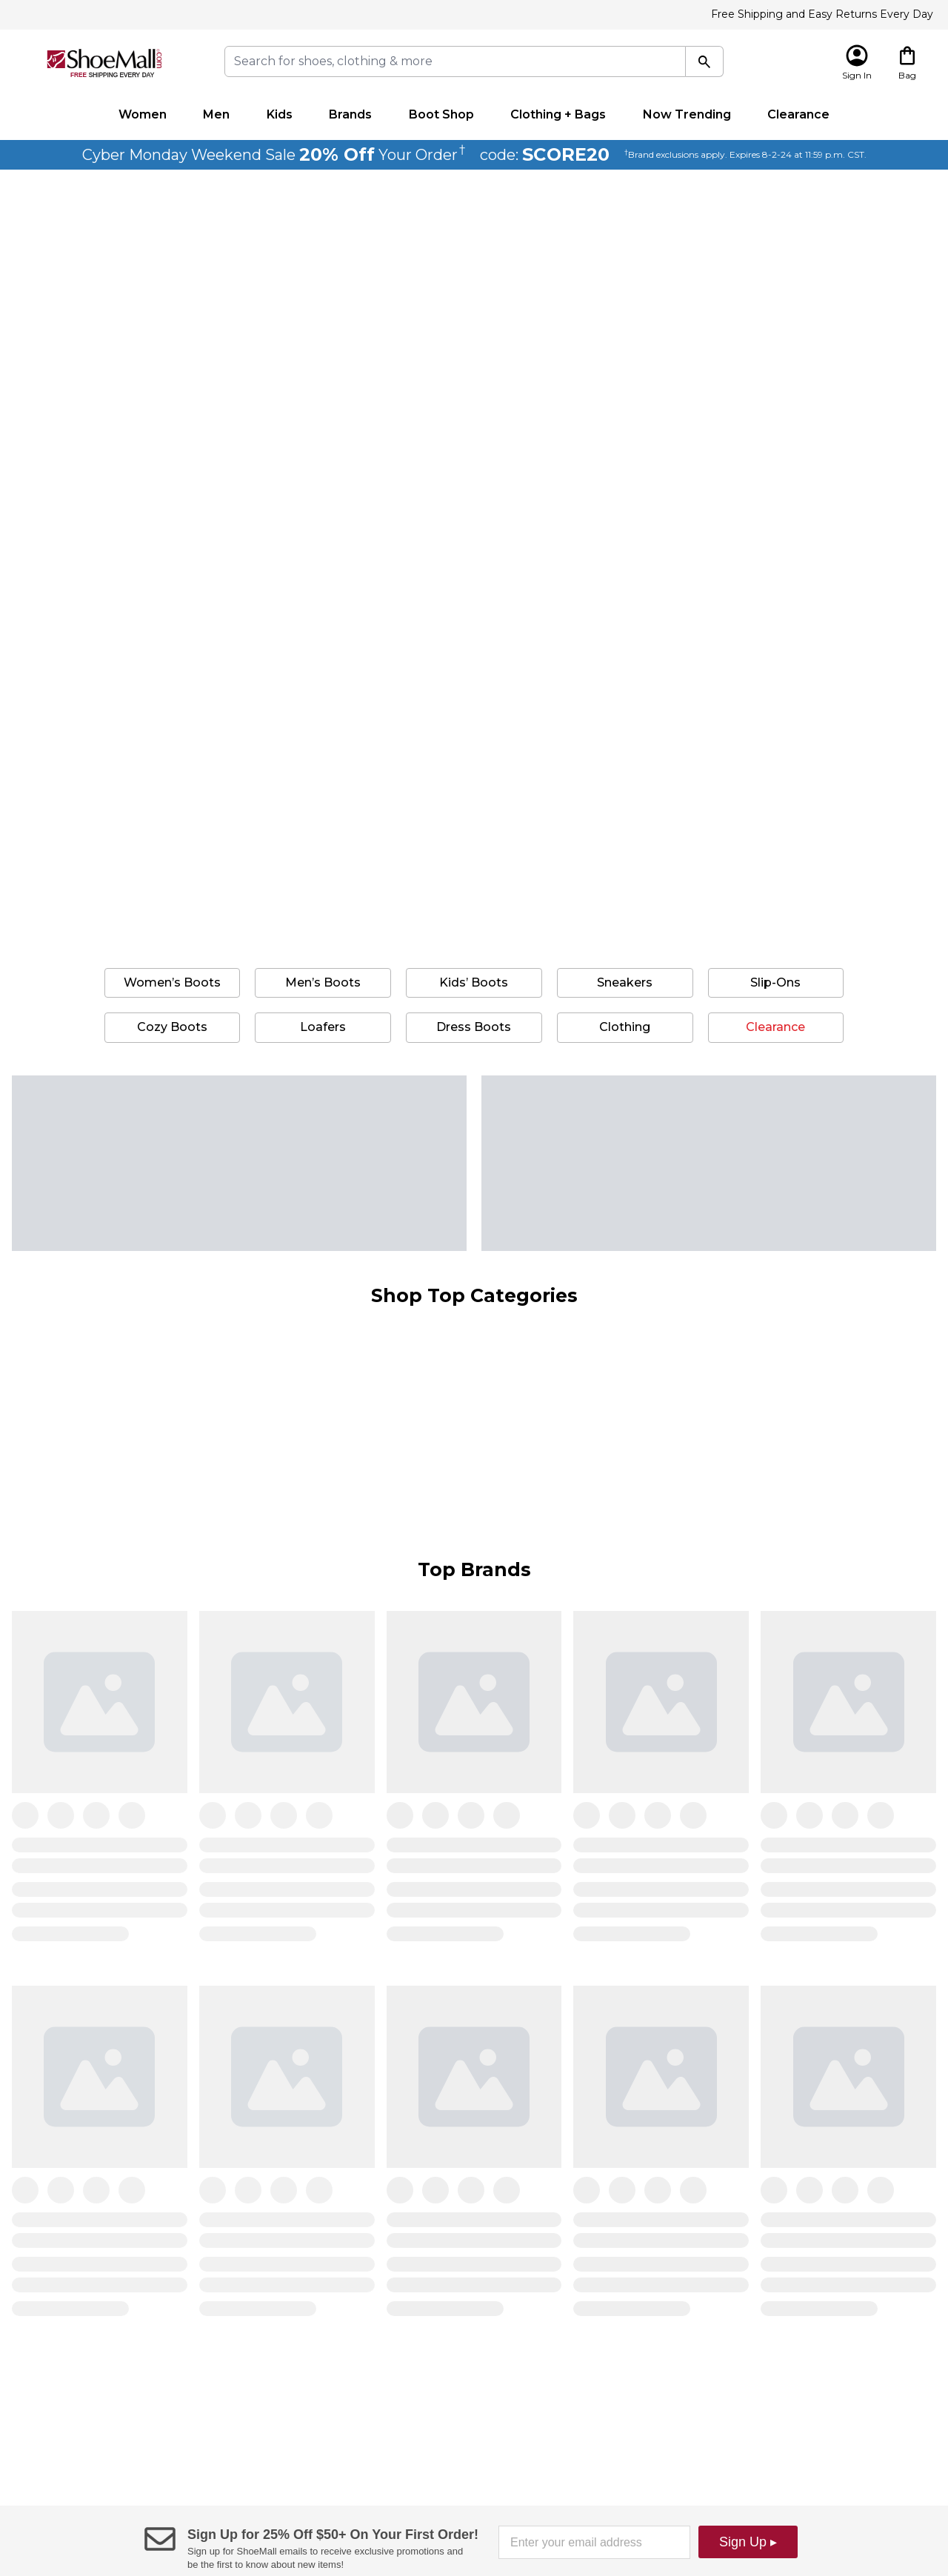 Free Shipping and Easy Returns Every Day
ShoeMall.com
FREE SHIPPING EVERY DAY
Search for shoes, clothing & more
Sign In
Bag
Women Men Kids Brands Boot Shop Clothing + Bags Now Trending Clearance
Cyber Monday Weekend Sale 20% Off Your Order† code: SCORE20 †Brand exclusions apply. Expires 8-2-24 at 11:59 p.m. CST.
Women's Boots Men's Boots Kids' Boots Sneakers Slip-Ons
Cozy Boots Loafers Dress Boots Clothing Clearance
Shop Top Categories
Top Brands
Sign Up for 25% Off $50+ On Your First Order!
Sign up for ShoeMall emails to receive exclusive promotions and
be the first to know about new items!
Enter your email address
Sign Up ▸